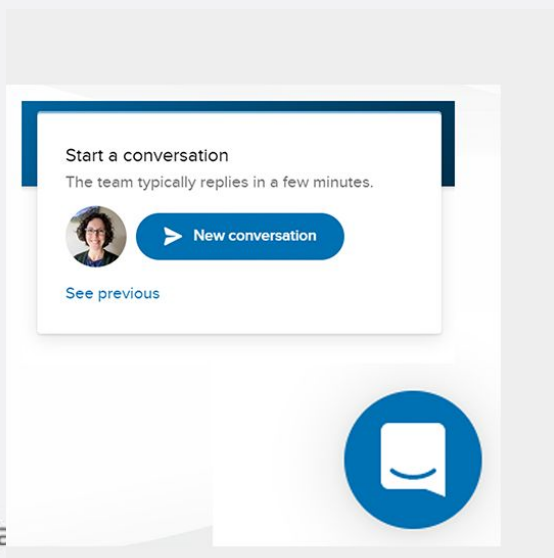 Start a conversation
The team typically replies in a few minutes.
New conversation
See previous